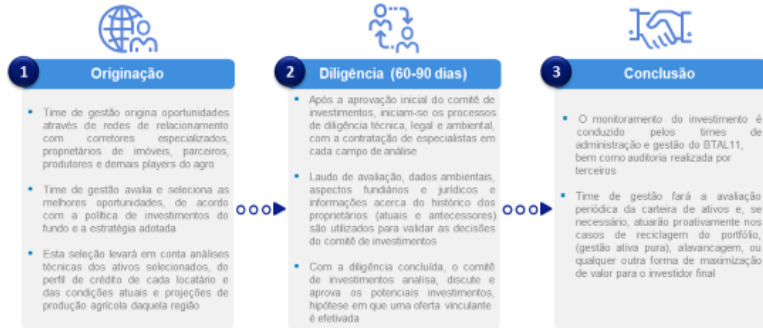 1
Originação
Time de gestão origina oportunidades
através de redes de relacionamento
com corretores especializados,
proprietários de imóveis, parceiros,
produtores e demais players do agro
Time de gestão avalia e seleciona as
melhores oportunidades, de acordo
com a política de investimentos do
fundo e a estratégia adotada
Esta seleção levará em conta análises
técnicas dos ativos selecionados, do
perfil de crédito de cada locatário e
das condições atuais e projeções de
produção agrícola daquela região
2
Diligência (60-90 dias)
Após a aprovação inicial do comitê de
investimentos, iniciam-se os processos
de diligência técnica, legal e ambiental,
com a contratação de especialistas em
cada campo de análise
Laudo de avaliação, dados ambientais,
aspectos fundiários e jurídicos e
informações acerca do histórico dos
proprietários (atuais e antecessores)
são utilizados para validar as decisões
do comitê de investimentos
Com a diligência concluída, o comitê
de investimentos analisa, discute e
aprova os potenciais investimentos,
hipótese em que uma oferta vinculante
é efetivada
3
Conclusão
O monitoramento do investimento é
conduzido pelos times de
administração e gestão do BTAL11,
bem como auditoria realizada por
terceiros
Time de gestão fará a avaliação
periódica da carteira de ativos e, se
necessário, atuarão proativamente nos
casos de reciclagem do portfólio,
(gestão ativa pura), alavancagem, ou
qualquer outra forma de maximização
de valor para o investidor final